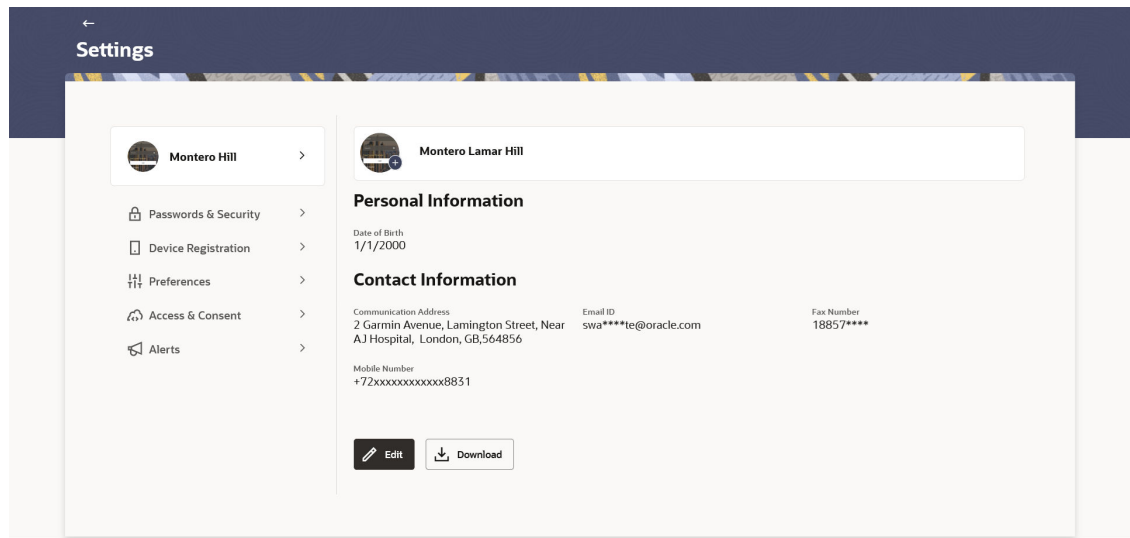 Settings
Montero Hill
Passwords & Security
Device Registration
Preferences
Access & Consent
Alerts
Montero Lamar Hill
Personal Information
Date of Birth
1/1/2000
Contact Information
Communication Address
2 Garmin Avenue, Lamington Street, Near
AJ Hospital, London, GB,564856
Email ID
swa****te@oracle.com
Fax Number
18857****
Mobile Number
+72xxxxxxxxxxxx8831
Edit
Download